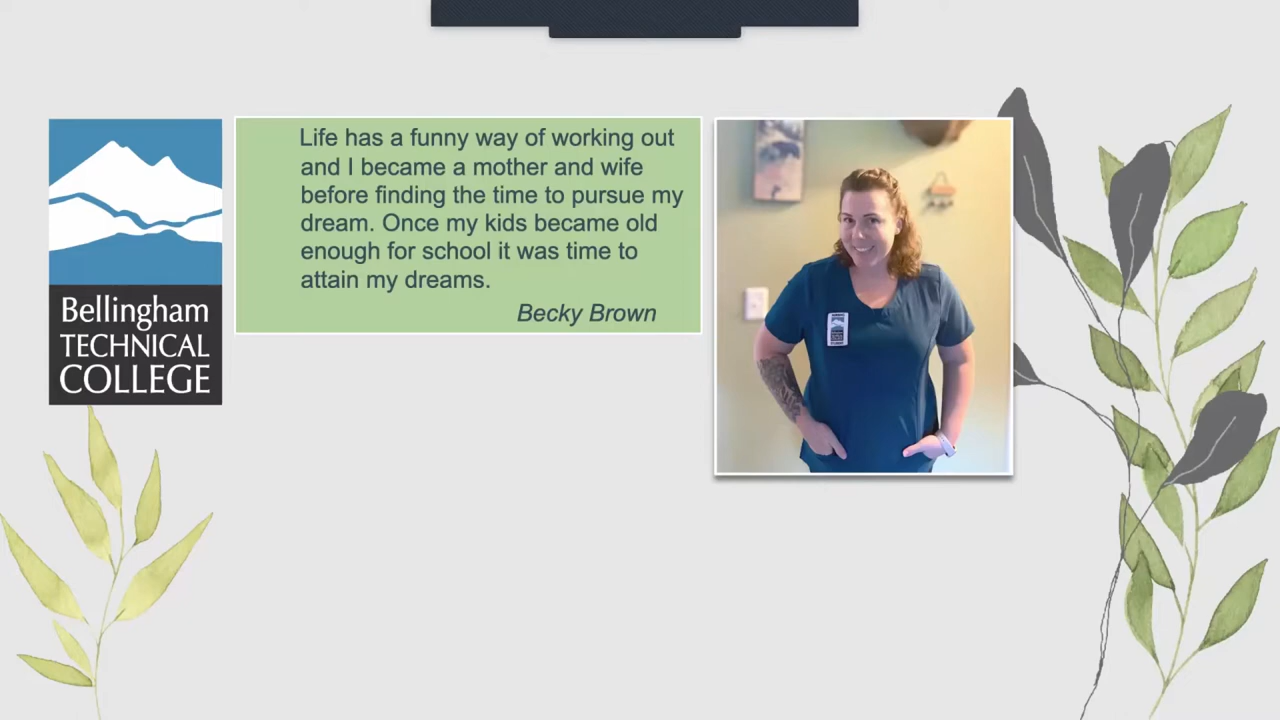 Bellingham
TECHNICAL
COLLEGE
Life has a funny way of working out
and I became a mother and wife
before finding the time to pursue my
dream. Once my kids became old
enough for school it was time to
attain my dreams.
Becky Brown